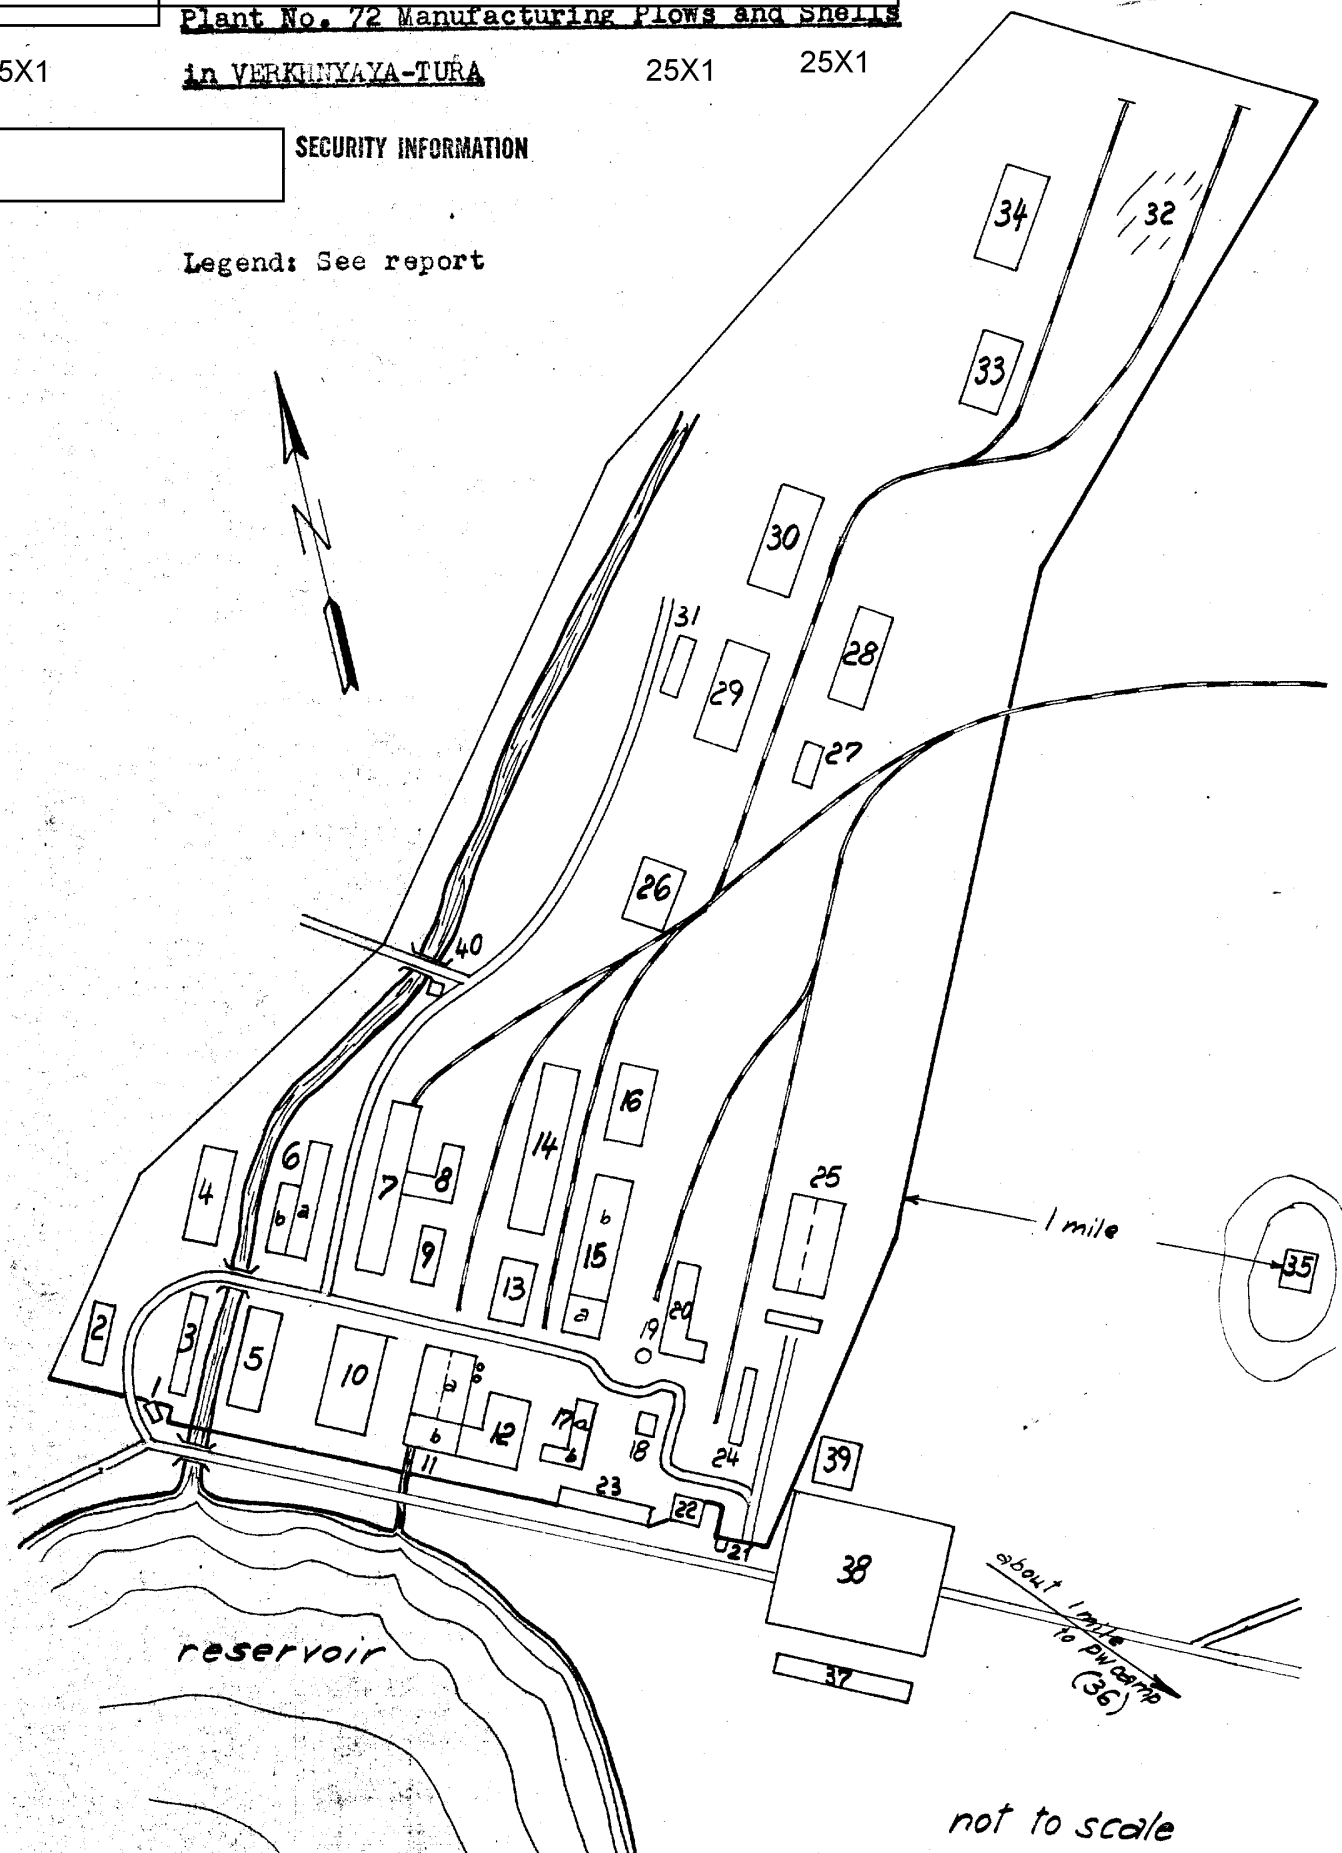 Plant No. 72 Manufacturing Plows and Shells
5X1
in VERKHNYAYA-TURA
25X1
25X1
SECURITY INFORMATION
Legend: See report
N
34
32
33
30
31
28
29
27
26
40
16
14
6
4
b
a
7
8
25
b
15
9
13
a
1 mile
35
2
3
5
10
19
20
1
a
b
11
12
17
a
b
18
24
39
23
22
21
38
about 1 mile
to pw camp
(36)
37
reservoir
not to scale